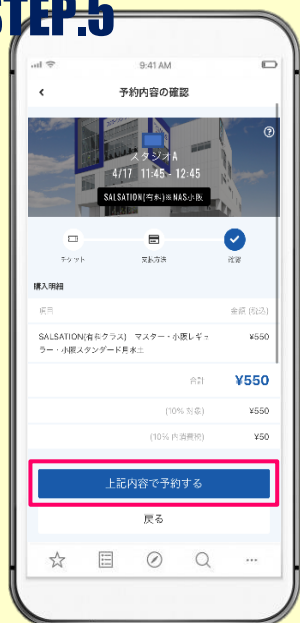 STEP.5
9:41 AM
予約内容の確認
スタジオA
4/17 11:45 - 12:45
SALSATION(有料)※NAS小阪
チケット
支払方法
確認
購入明細
項目
金額 (税込)
SALSATION(有料クラス) マスター・小阪レギュ
ラー・小阪スタンダード月水土
¥550
合計
¥550
(10% 対象)
¥550
(10% 内消費税)
¥50
上記内容で予約する
戻る